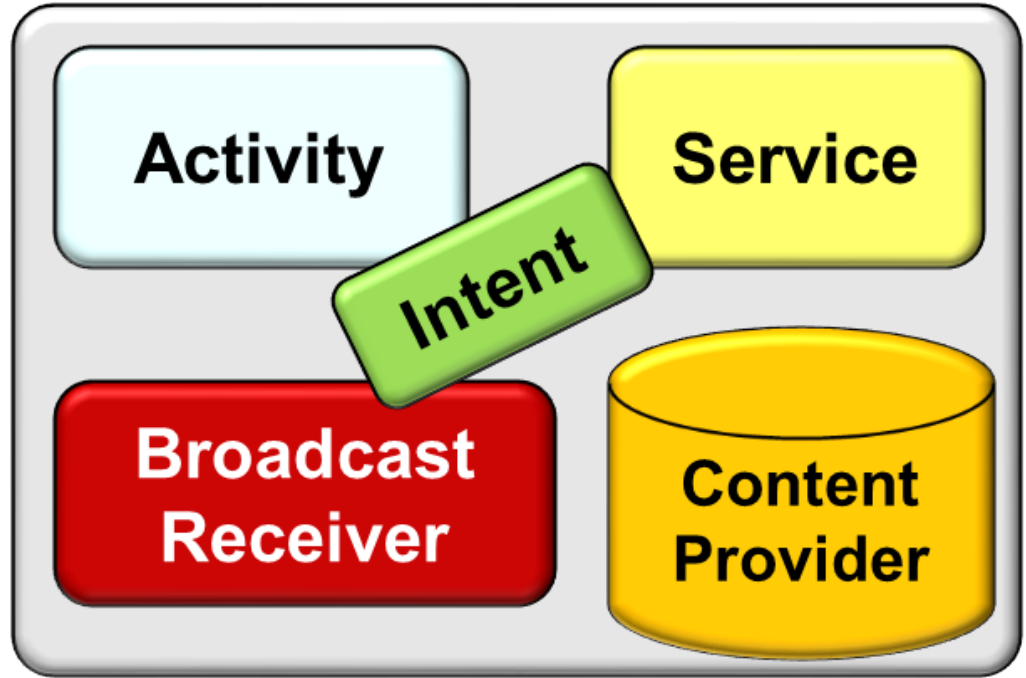 Activity
Service
Intent
Broadcast
Receiver
Content
Provider